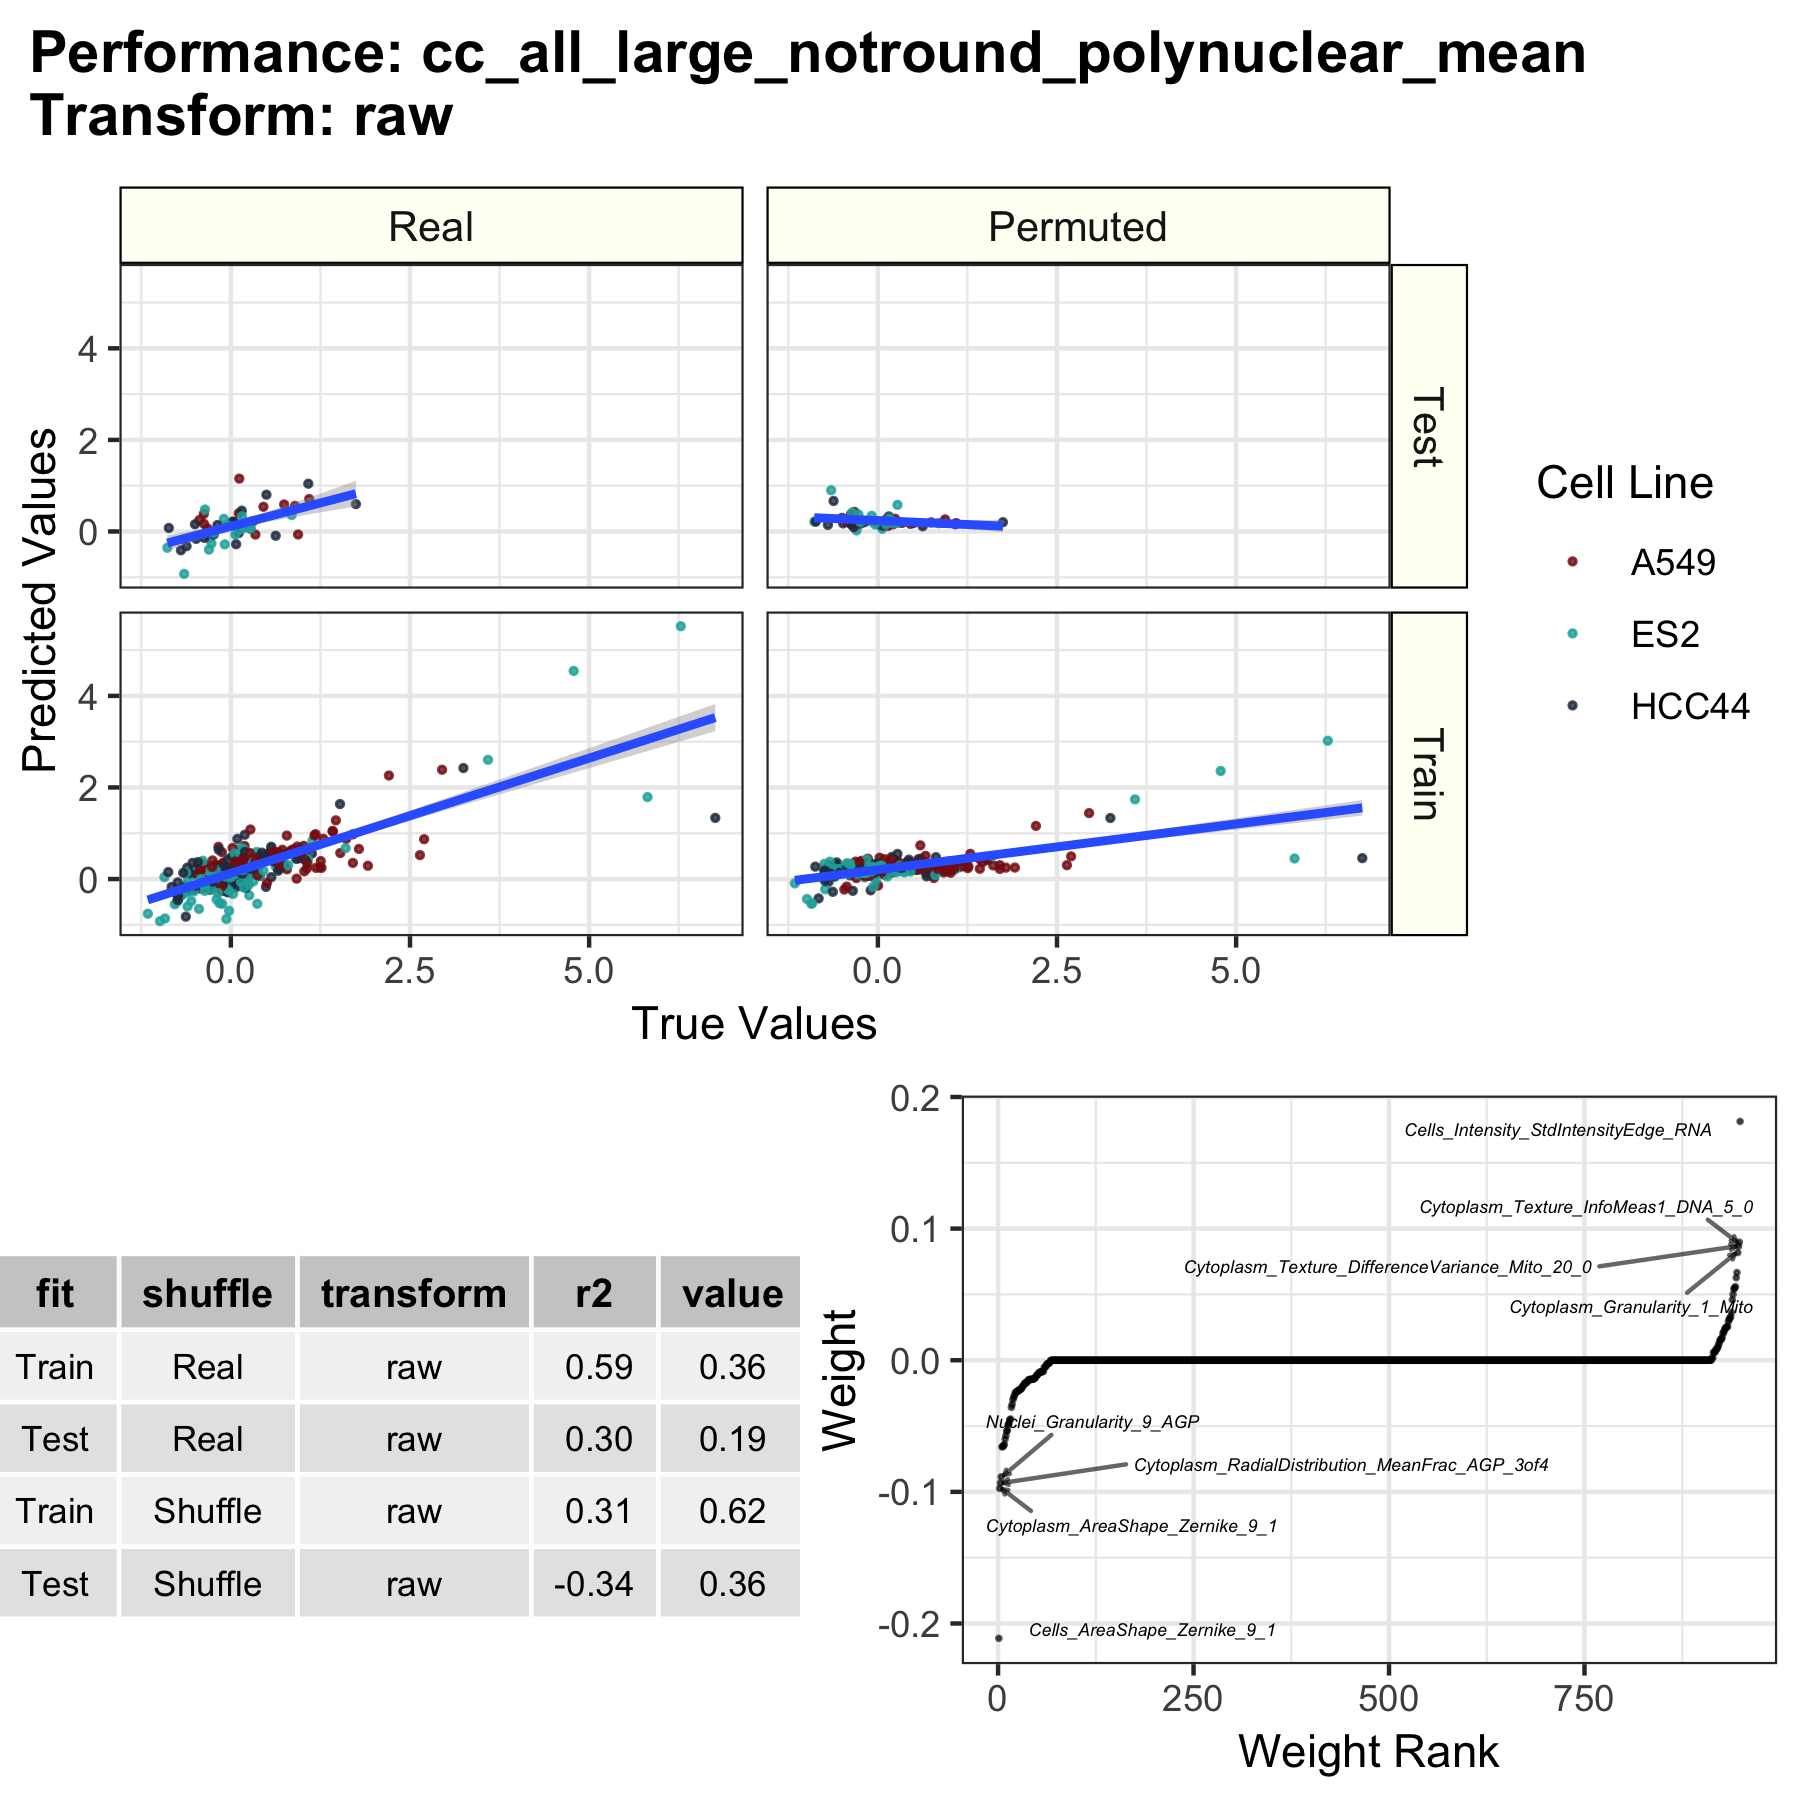 Performance: cc_all_large_notround_polynuclear_mean
Transform: raw
Real
Permuted
Test
Train
Predicted Values
4
2
0
4
2
0
0.0
2.5
5.0
0.0
2.5
5.0
True Values
Cell Line
A549
ES2
HCC44
fit shuffle transform r2 value
Train Real raw 0.59 0.36
Test Real raw 0.30 0.19
Train Shuffle raw 0.31 0.62
Test Shuffle raw -0.34 0.36
Weight
0.2
0.1
0.0
-0.1
-0.2
Cells_Intensity_StdIntensityEdge_RNA
Cytoplasm_Texture_InfoMeas1_DNA_5_0
Cytoplasm_Texture_DifferenceVariance_Mito_20_0
Cytoplasm_Granularity_1_Mito
Nuclei_Granularity_9_AGP
Cytoplasm_RadialDistribution_MeanFrac_AGP_3of4
Cytoplasm_AreaShape_Zernike_9_1
Cells_AreaShape_Zernike_9_1
0
250
500
750
Weight Rank